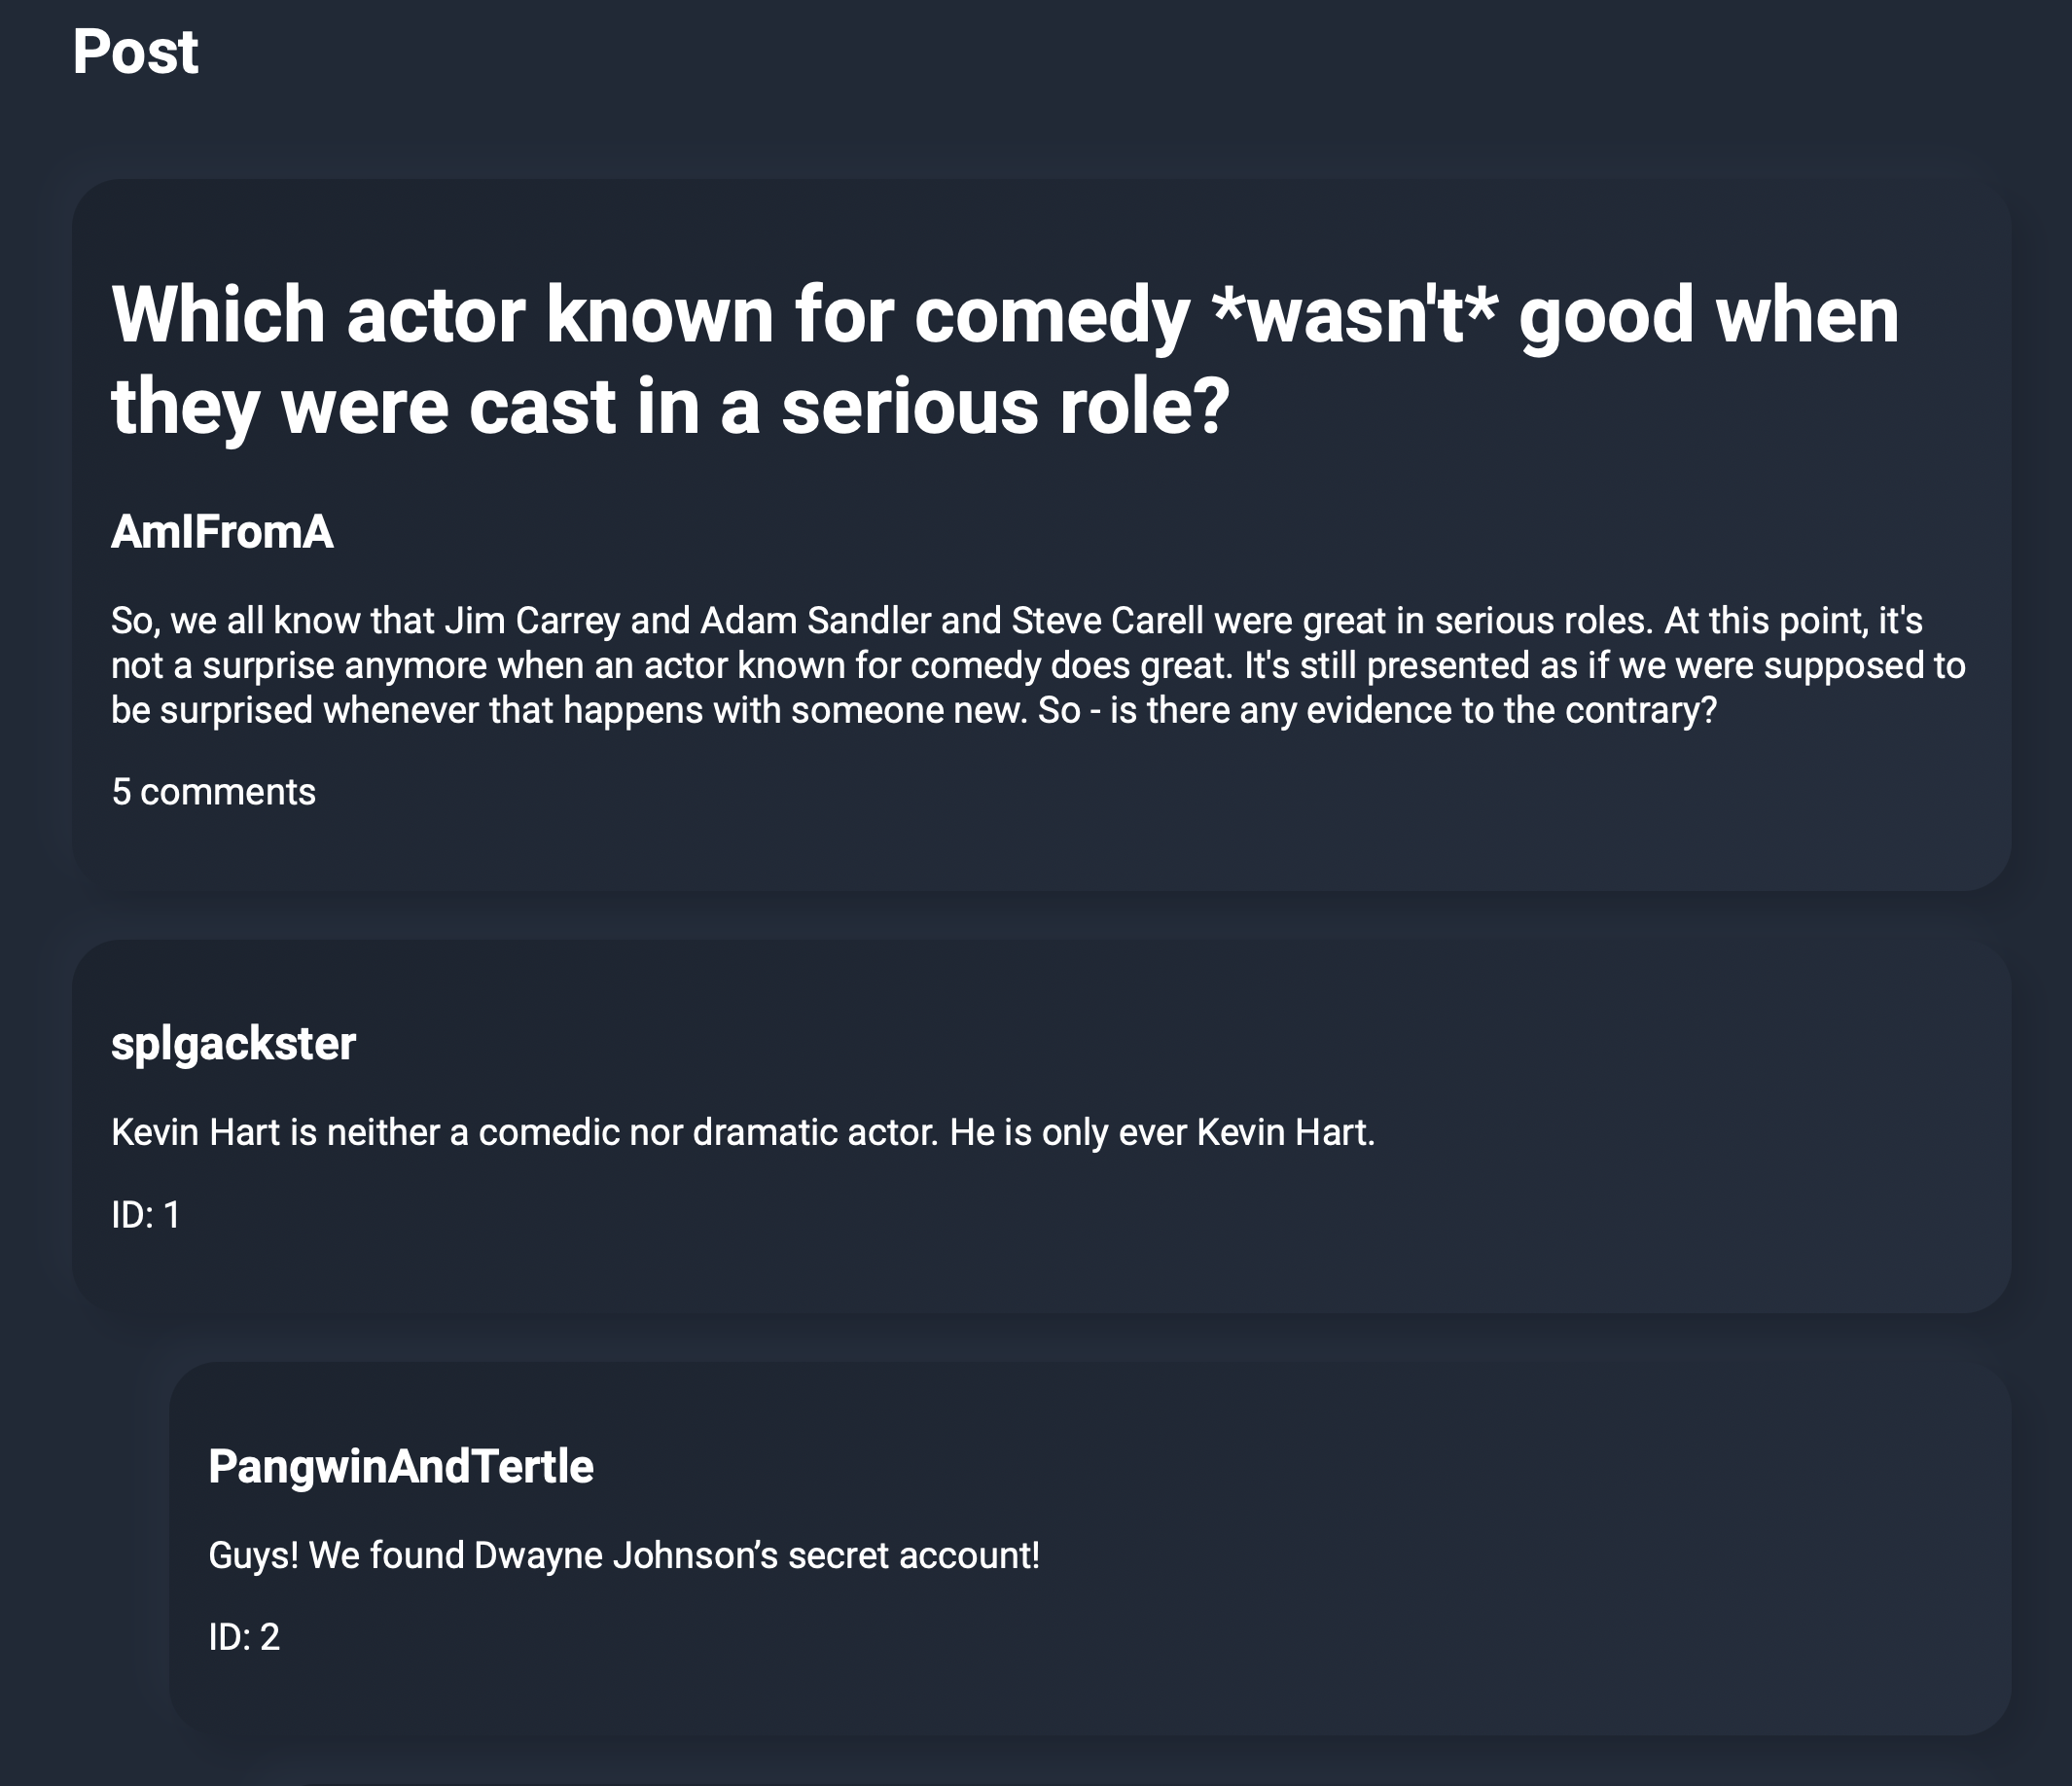 Post
Which actor known for comedy *wasn't* good when
they were cast in a serious role?
AmIFromA
So, we all know that Jim Carrey and Adam Sandler and Steve Carell were great in serious roles. At this point, it's
not a surprise anymore when an actor known for comedy does great. It's still presented as if we were supposed to
be surprised whenever that happens with someone new. So - is there any evidence to the contrary?
5 comments
splgackster
Kevin Hart is neither a comedic nor dramatic actor. He is only ever Kevin Hart.
ID: 1
PangwinAndTertle
Guys! We found Dwayne Johnson’s secret account!
ID: 2